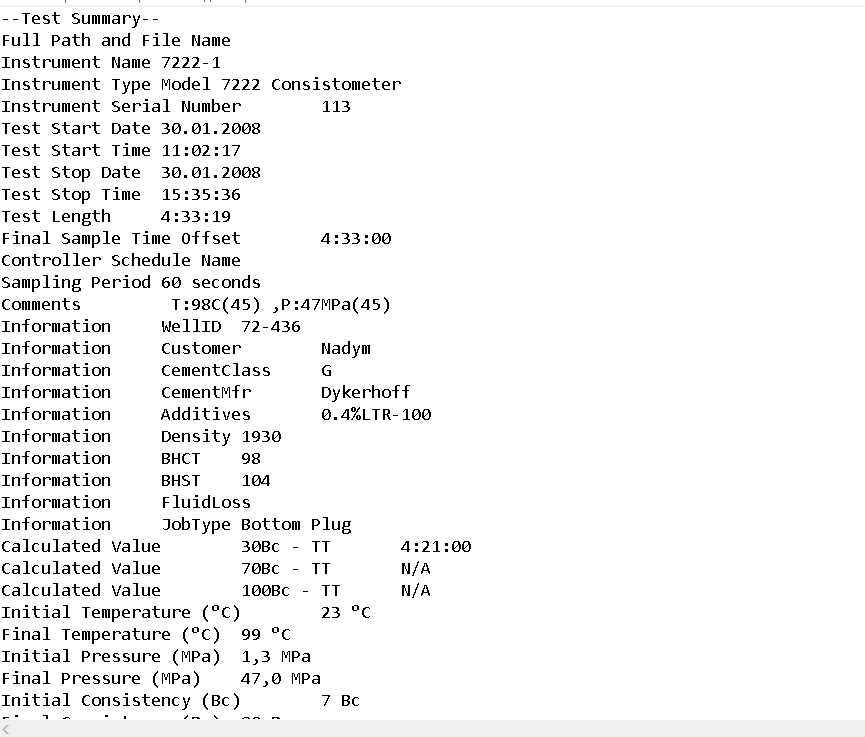 --Test Summary--
Full Path and File Name
Instrument Name 7222-1
Instrument Type Model 7222 Consistometer
Instrument Serial Number 113
Test Start Date 30.01.2008
Test Start Time 11:02:17
Test Stop Date 30.01.2008
Test Stop Time 15:35:36
Test Length 4:33:19
Final Sample Time Offset 4:33:00
Controller Schedule Name
Sampling Period 60 seconds
Comments T:98C(45) ,P:47MPa(45)
Information WellID 72-436
Information Customer Nadym
Information CementClass G
Information CementMfr Dykerhoff
Information Additives 0.4%LTR-100
Information Density 1930
Information BHCT 98
Information BHST 104
Information FluidLoss
Information JobType Bottom Plug
Calculated Value 30Bc - TT 4:21:00
Calculated Value 70Bc - TT N/A
Calculated Value 100Bc - TT N/A
Initial Temperature (ºC) 23 ºC
Final Temperature (ºC) 99 ºC
Initial Pressure (MPa) 1,3 MPa
Final Pressure (MPa) 47,0 MPa
Initial Consistency (Bc) 7 Bc